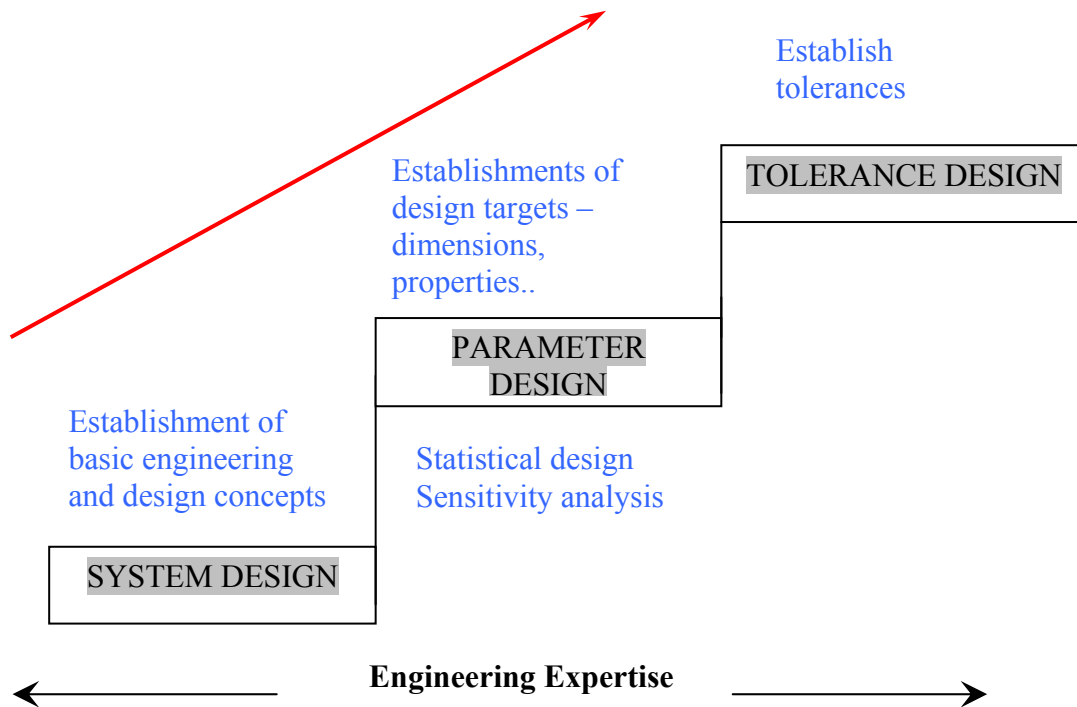 Establish
tolerances
TOLERANCE DESIGN
Establishments of
design targets –
dimensions,
properties..
PARAMETER
DESIGN
Statistical design
Sensitivity analysis
Establishment of
basic engineering
and design concepts
SYSTEM DESIGN
Engineering Expertise